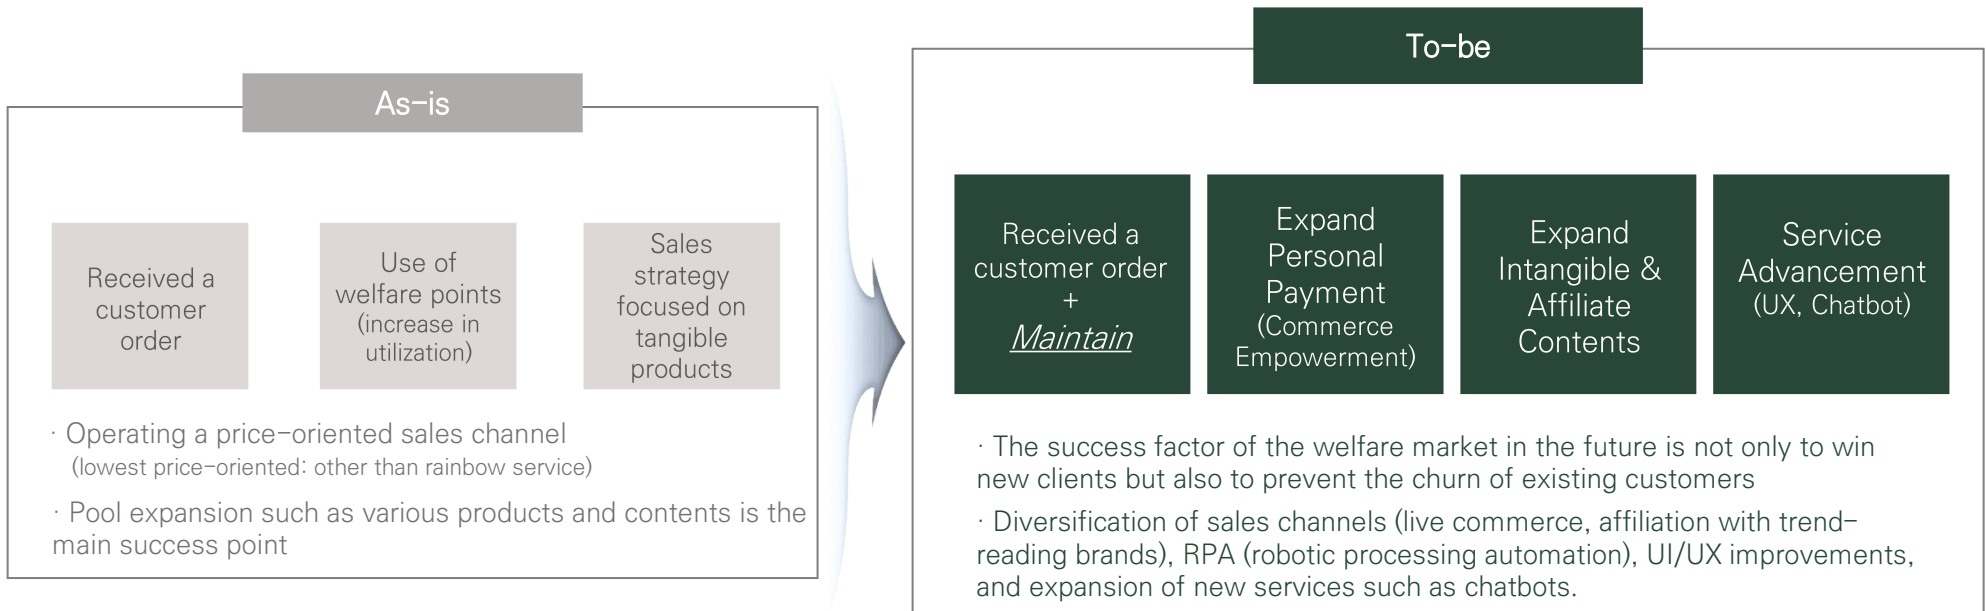 As-is
Received a
customer
order
Use of
welfare points
(increase in
utilization)
Sales
strategy
focused on
tangible
products
· Operating a price-oriented sales channel
(lowest price-oriented: other than rainbow service)
· Pool expansion such as various products and contents is the
main success point
To-be
Received a
customer order
+
Maintain
Expand
Personal
Payment
(Commerce
Empowerment)
Expand
Intangible &
Affiliate
Contents
Service
Advancement
(UX, Chatbot)
· The success factor of the welfare market in the future is not only to win
new clients but also to prevent the churn of existing customers
· Diversification of sales channels (live commerce, affiliation with trend-
reading brands), RPA (robotic processing automation), UI/UX improvements,
and expansion of new services such as chatbots.